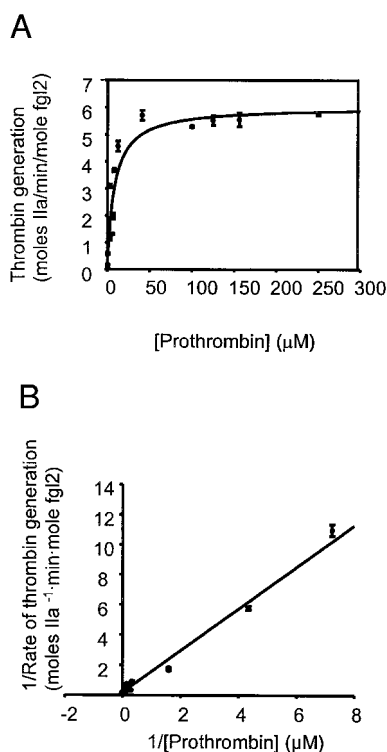 A
Thrombin generation
(moles IIa/min/mole fgl2)
7
6
5
4
3
2
1
0
0 50 100 150 200 250 300
[Prothrombin] (µM)
B
1/Rate of thrombin generation
(moles IIa -1·min·mole fgl2)
14
12
10
8
6
4
2
-2 0 2 4 6 8
1/[Prothrombin] (µM)